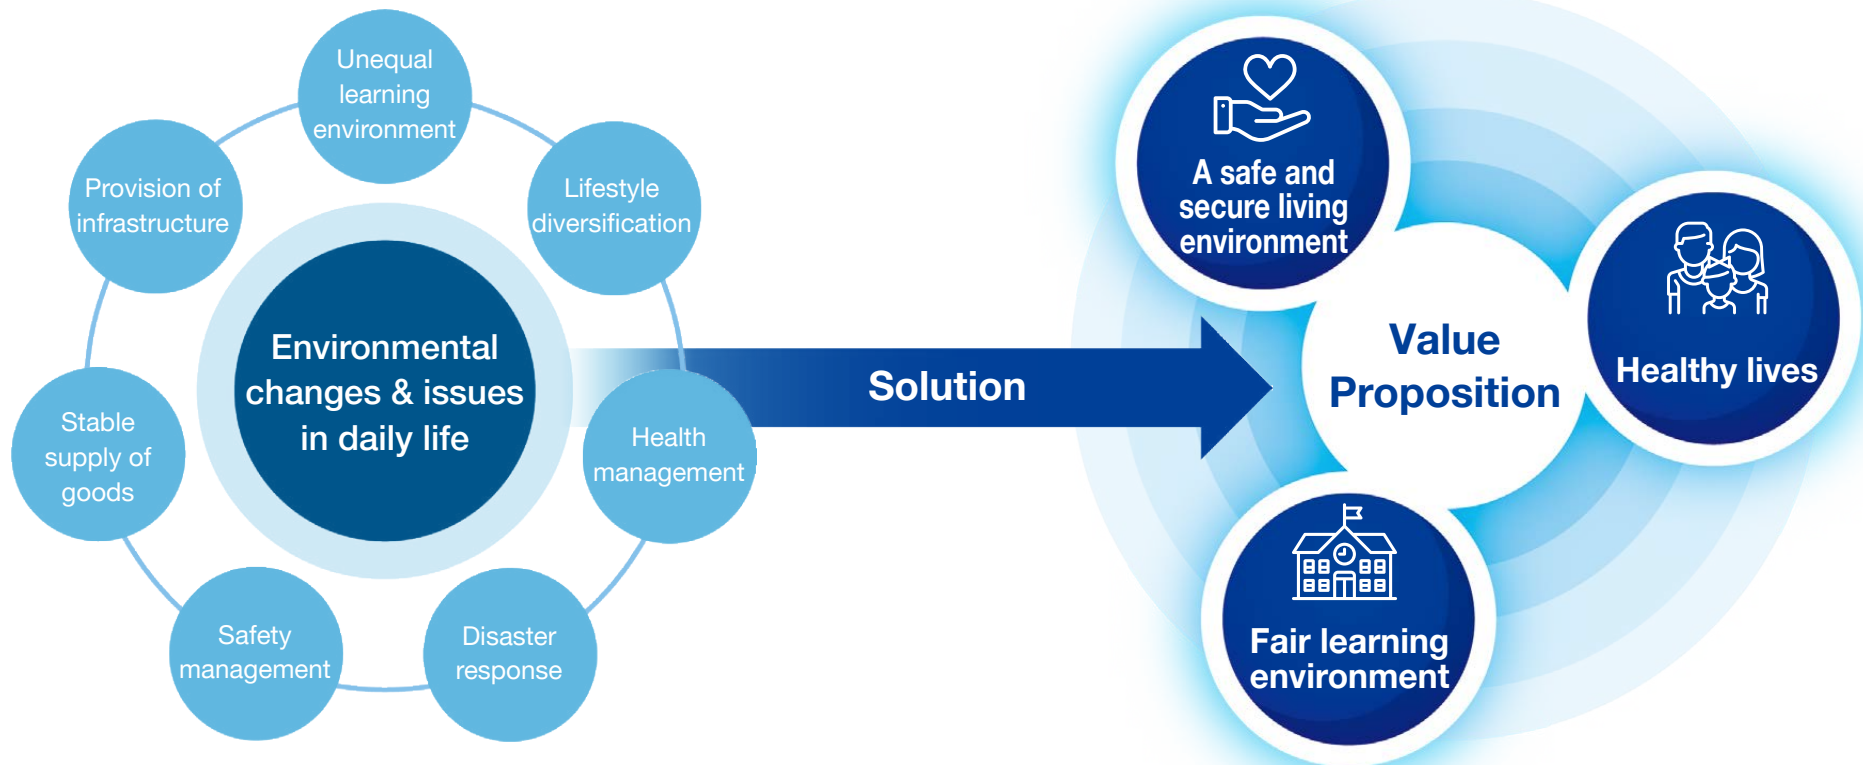 Unequal
learning
environment
Lifestyle
diversification
Health
management
Disaster
response
Safety
management
Stable
supply of
goods
Provision of
infrastructure
Environmental
changes & issues
in daily life
Solution
Value
Proposition
A safe and
secure living
environment
Healthy lives
Fair learning
environment